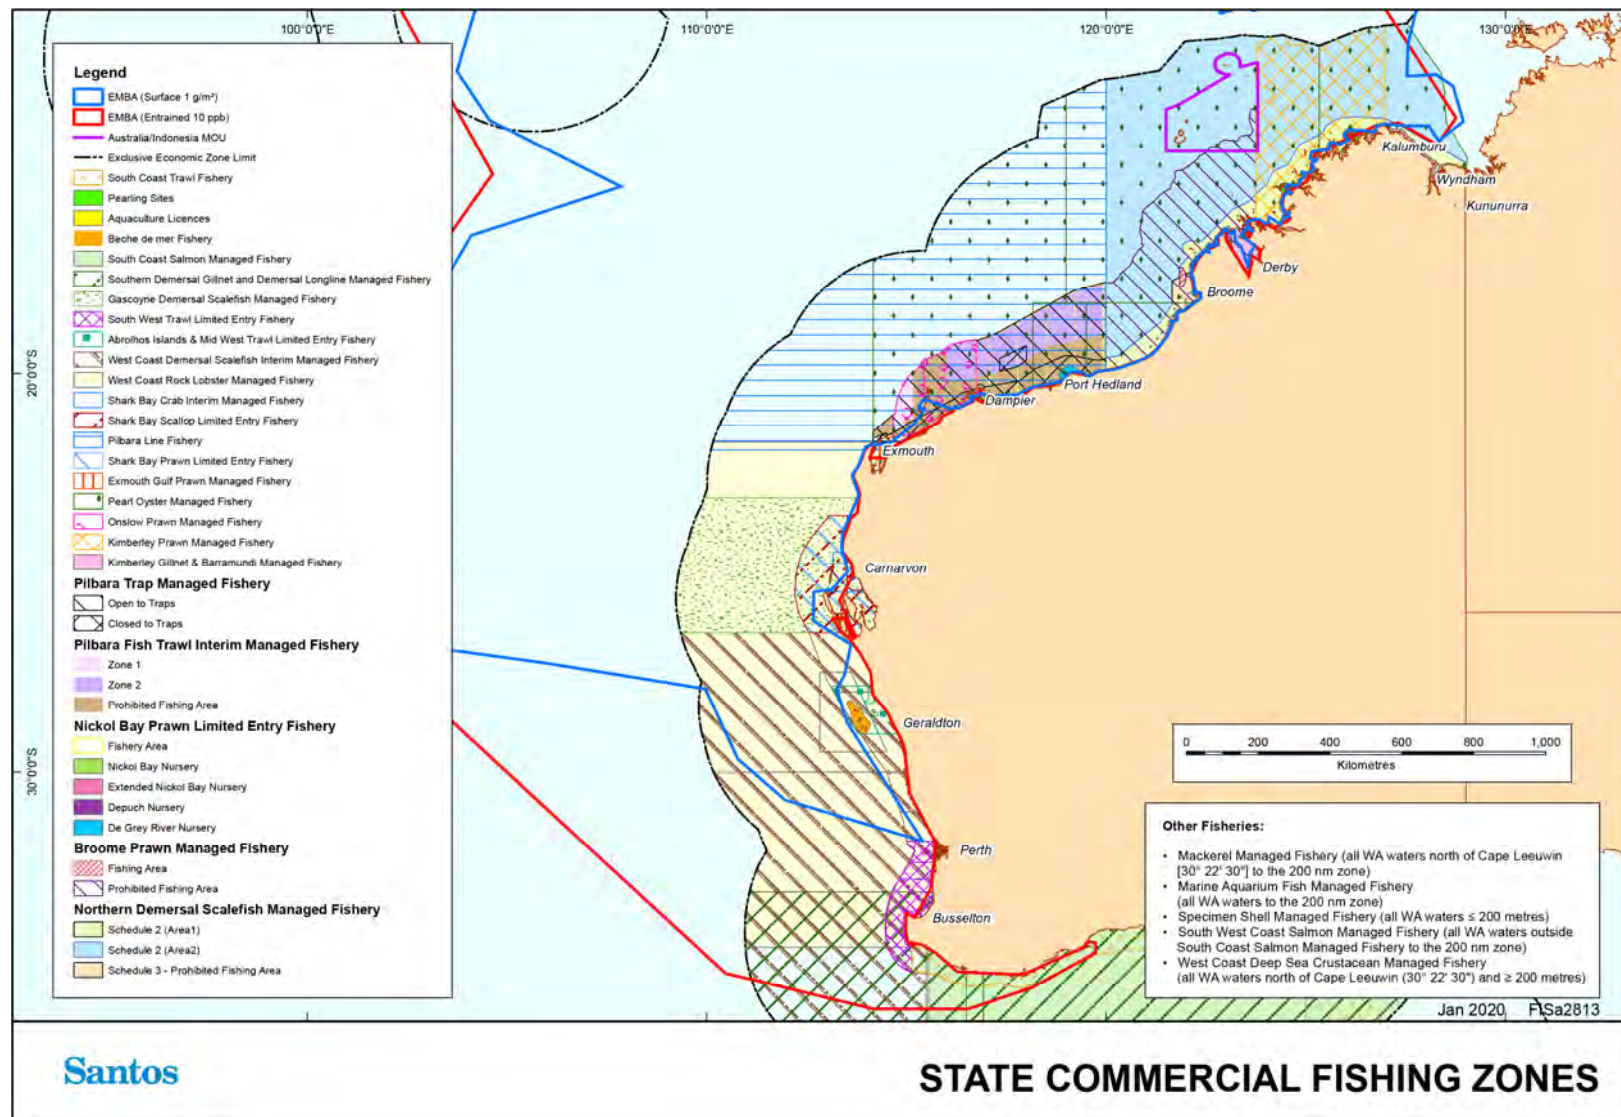 100°0'0"E
110°0'0"E
120°0'0"E
130°0'0"E
20°0'0"S
30°0'0"S
Legend
EMBA (Surface 1 g/m²)
EMBA (Entrained 10 ppb)
Australia/Indonesia MOU
Exclusive Economic Zone Limit
South Coast Trawl Fishery
Pearling Sites
Aquaculture Licences
Beche de mer Fishery
South Coast Salmon Managed Fishery
Southern Demersal Gillnet and Demersal Longline Managed Fishery
Gascoyne Demersal Scalefish Managed Fishery
South West Trawl Limited Entry Fishery
Abrolhos Islands & Mid West Trawl Limited Entry Fishery
West Coast Demersal Scalefish Interim Managed Fishery
West Coast Rock Lobster Managed Fishery
Shark Bay Crab Interim Managed Fishery
Shark Bay Scallop Limited Entry Fishery
Pilbara Line Fishery
Shark Bay Prawn Limited Entry Fishery
Exmouth Gulf Prawn Managed Fishery
Pearl Oyster Managed Fishery
Onslow Prawn Managed Fishery
Kimberley Prawn Managed Fishery
Kimberley Gillnet & Barramundi Managed Fishery
Pilbara Trap Managed Fishery
Open to Traps
Closed to Traps
Pilbara Fish Trawl Interim Managed Fishery
Zone 1
Zone 2
Prohibited Fishing Area
Nickol Bay Prawn Limited Entry Fishery
Fishery Area
Nickol Bay Nursery
Extended Nickol Bay Nursery
Depuch Nursery
De Grey River Nursery
Broome Prawn Managed Fishery
Fishing Area
Prohibited Fishing Area
Northern Demersal Scalefish Managed Fishery
Schedule 2 (Area1)
Schedule 2 (Area2)
Schedule 3 - Prohibited Fishing Area
Kalumburu
Wyndham
Kununurra
Derby
Broome
Port Hedland
Dampier
Exmouth
Carnarvon
Geraldton
Perth
Busselton
0 200 400 600 800 1,000
Kilometres
Other Fisheries:
• Mackerel Managed Fishery (all WA waters north of Cape Leeuwin
[30° 22' 30"] to the 200 nm zone)
• Marine Aquarium Fish Managed Fishery
(all WA waters to the 200 nm zone)
• Specimen Shell Managed Fishery (all WA waters ≤ 200 metres)
• South West Coast Salmon Managed Fishery (all WA waters outside
South Coast Salmon Managed Fishery to the 200 nm zone)
• West Coast Deep Sea Crustacean Managed Fishery
(all WA waters north of Cape Leeuwin (30° 22' 30") and ≥ 200 metres)
Jan 2020 FISa2813
Santos
STATE COMMERCIAL FISHING ZONES